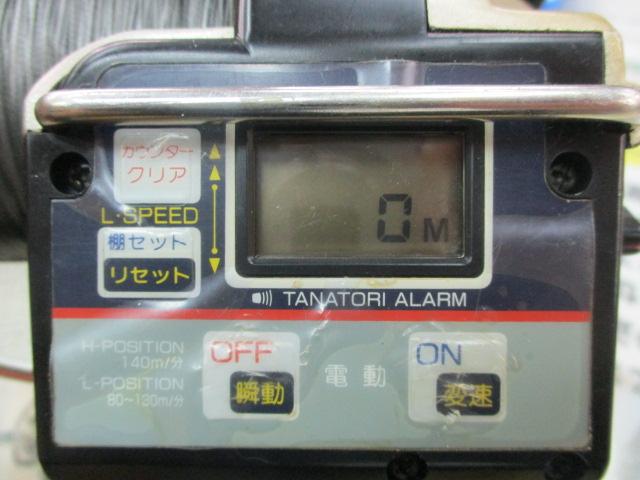 カウンター
クリア
L・SPEED
棚セット
リセット
0M
TANATORI ALARM
H-POSITION
140m/分
L-POSITION
80~130m/分
OFF
瞬動
電動
ON
変速